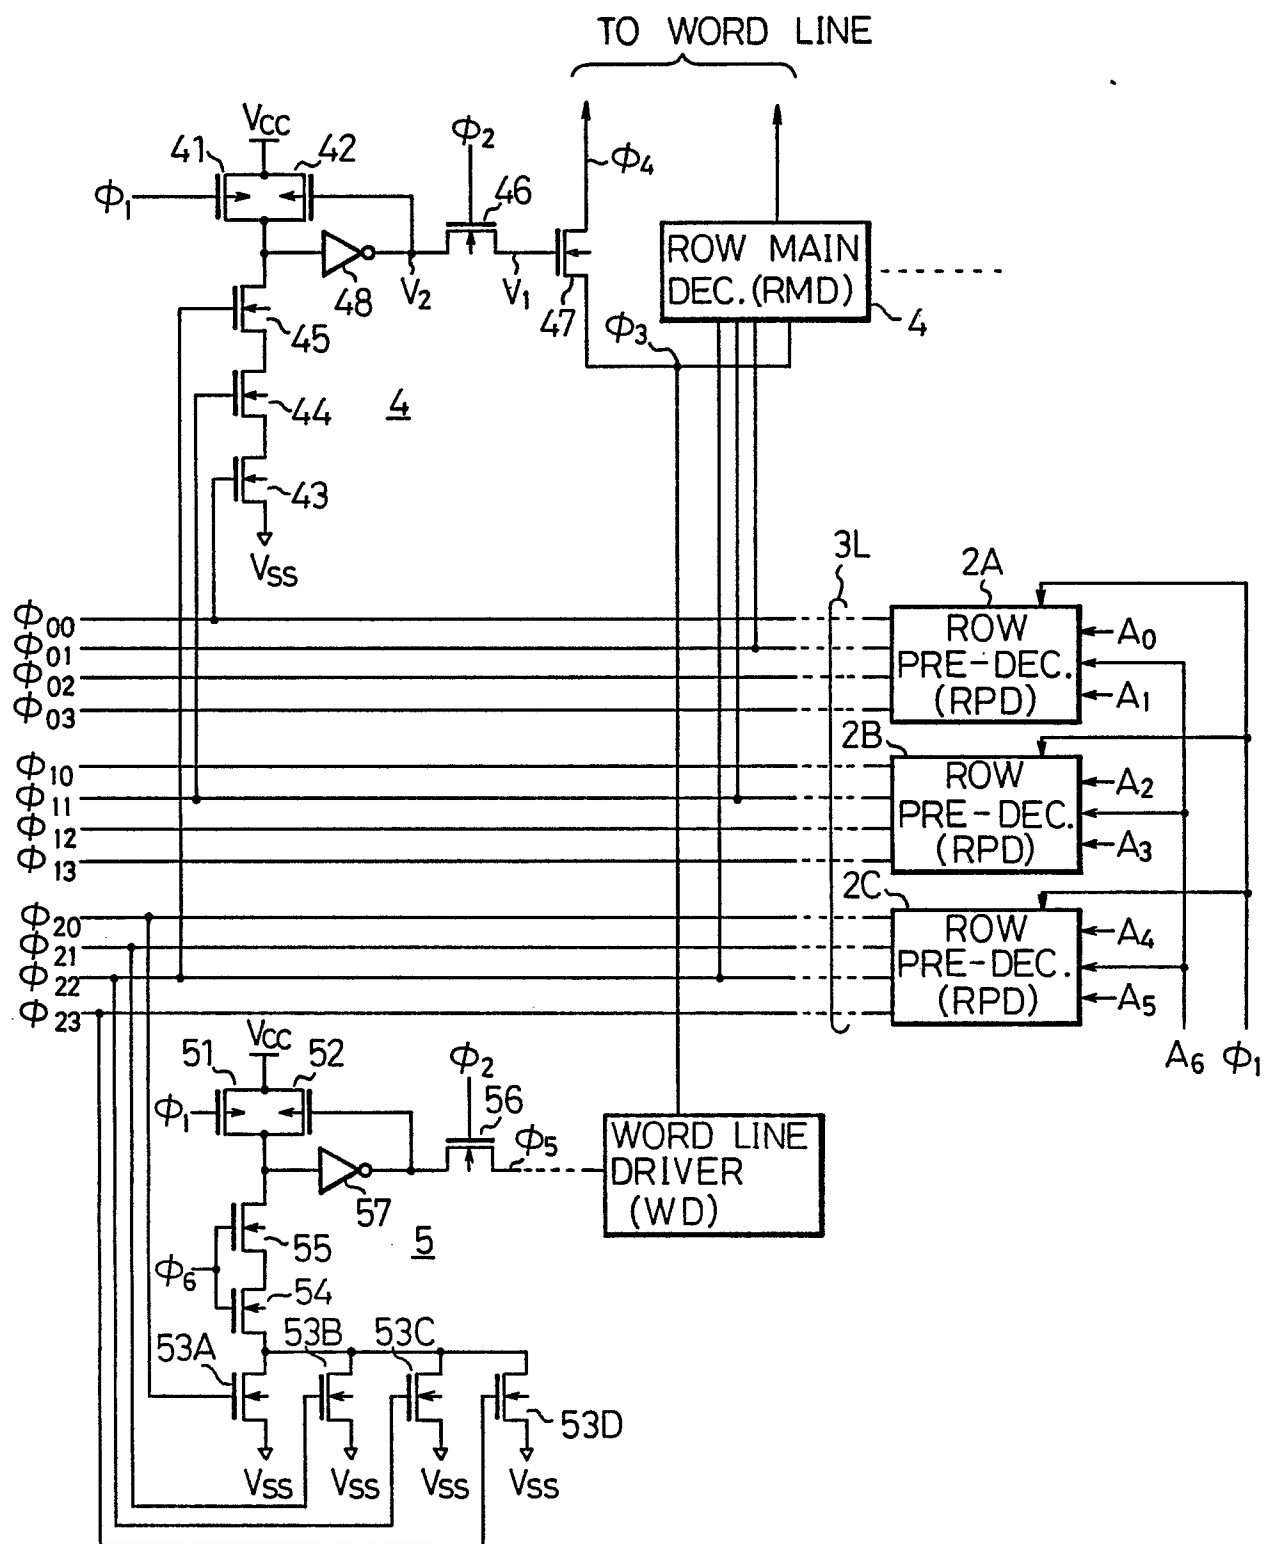 TO WORD LINE
VCC
41
42
ϕ1
ϕ2
46
ϕ4
48
V2
V1
47
ROW MAIN
DEC. (RMD)
4
ϕ3
45
44
4
43
VSS
3L
2A
ROW
PRE-DEC.
(RPD)
A0
A1
ϕ00
ϕ01
ϕ02
ϕ03
2B
ROW
PRE-DEC.
(RPD)
A2
A3
ϕ10
ϕ11
ϕ12
ϕ13
2C
ROW
PRE-DEC.
(RPD)
A4
A5
ϕ20
ϕ21
ϕ22
ϕ23
A6
ϕ1
VCC
51
52
ϕ1
ϕ2
56
ϕ5
57
WORD LINE
DRIVER
(WD)
55
5
ϕ6
54
53A
53B
53C
53D
VSS
VSS
VSS
VSS